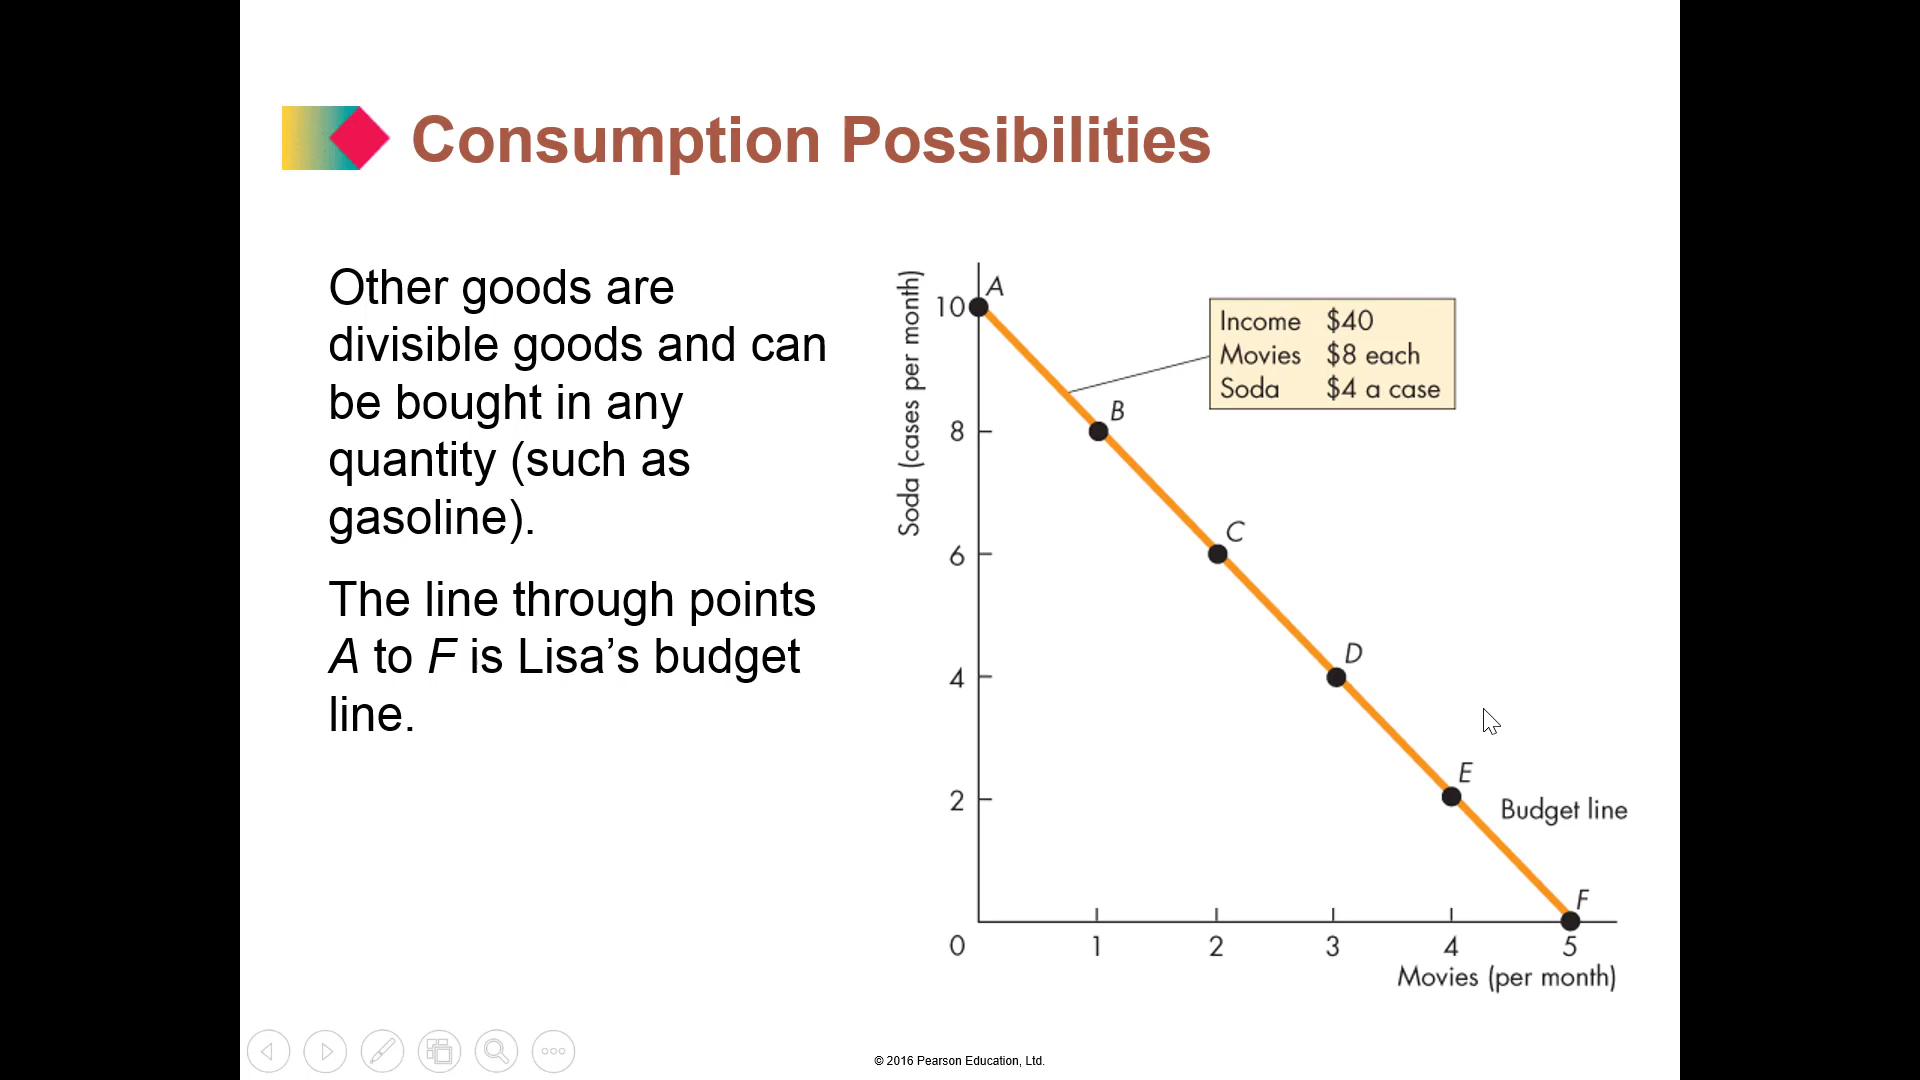 Consumption Possibilities
Other goods are
divisible goods and can
be bought in any
quantity (such as
gasoline).
The line through points
A to F is Lisa’s budget
line.
Soda (cases per month)
10
8
6
4
2
0
1
2
3
4
5
Movies (per month)
A
B
C
D
E
F
Income $40
Movies $8 each
Soda $4 a case
Budget line
© 2016 Pearson Education, Ltd.